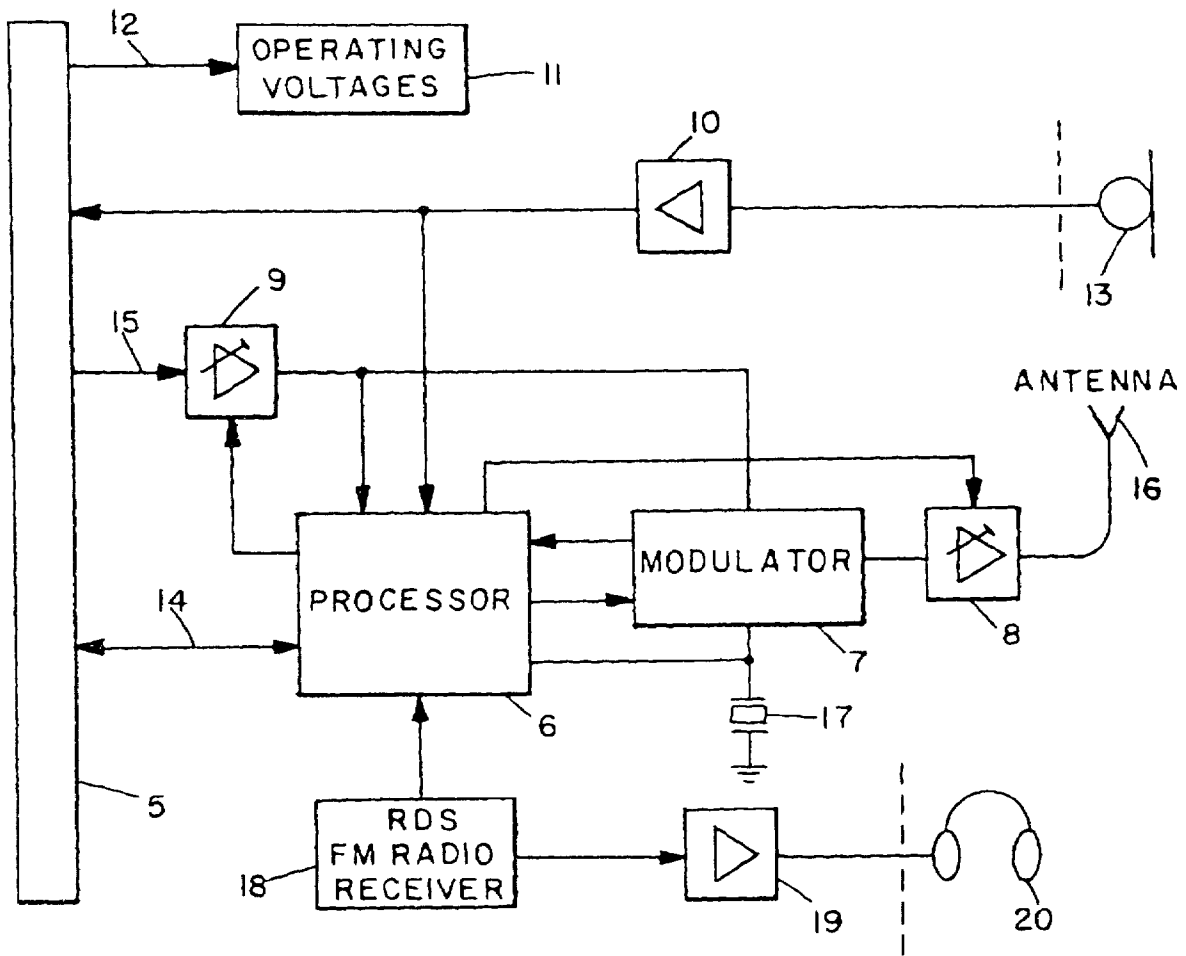 12
OPERATING
VOLTAGES
11
10
13
9
15
ANTENNA
16
PROCESSOR
MODULATOR
8
14
7
6
17
5
RDS
FM RADIO
RECEIVER
18
19
20